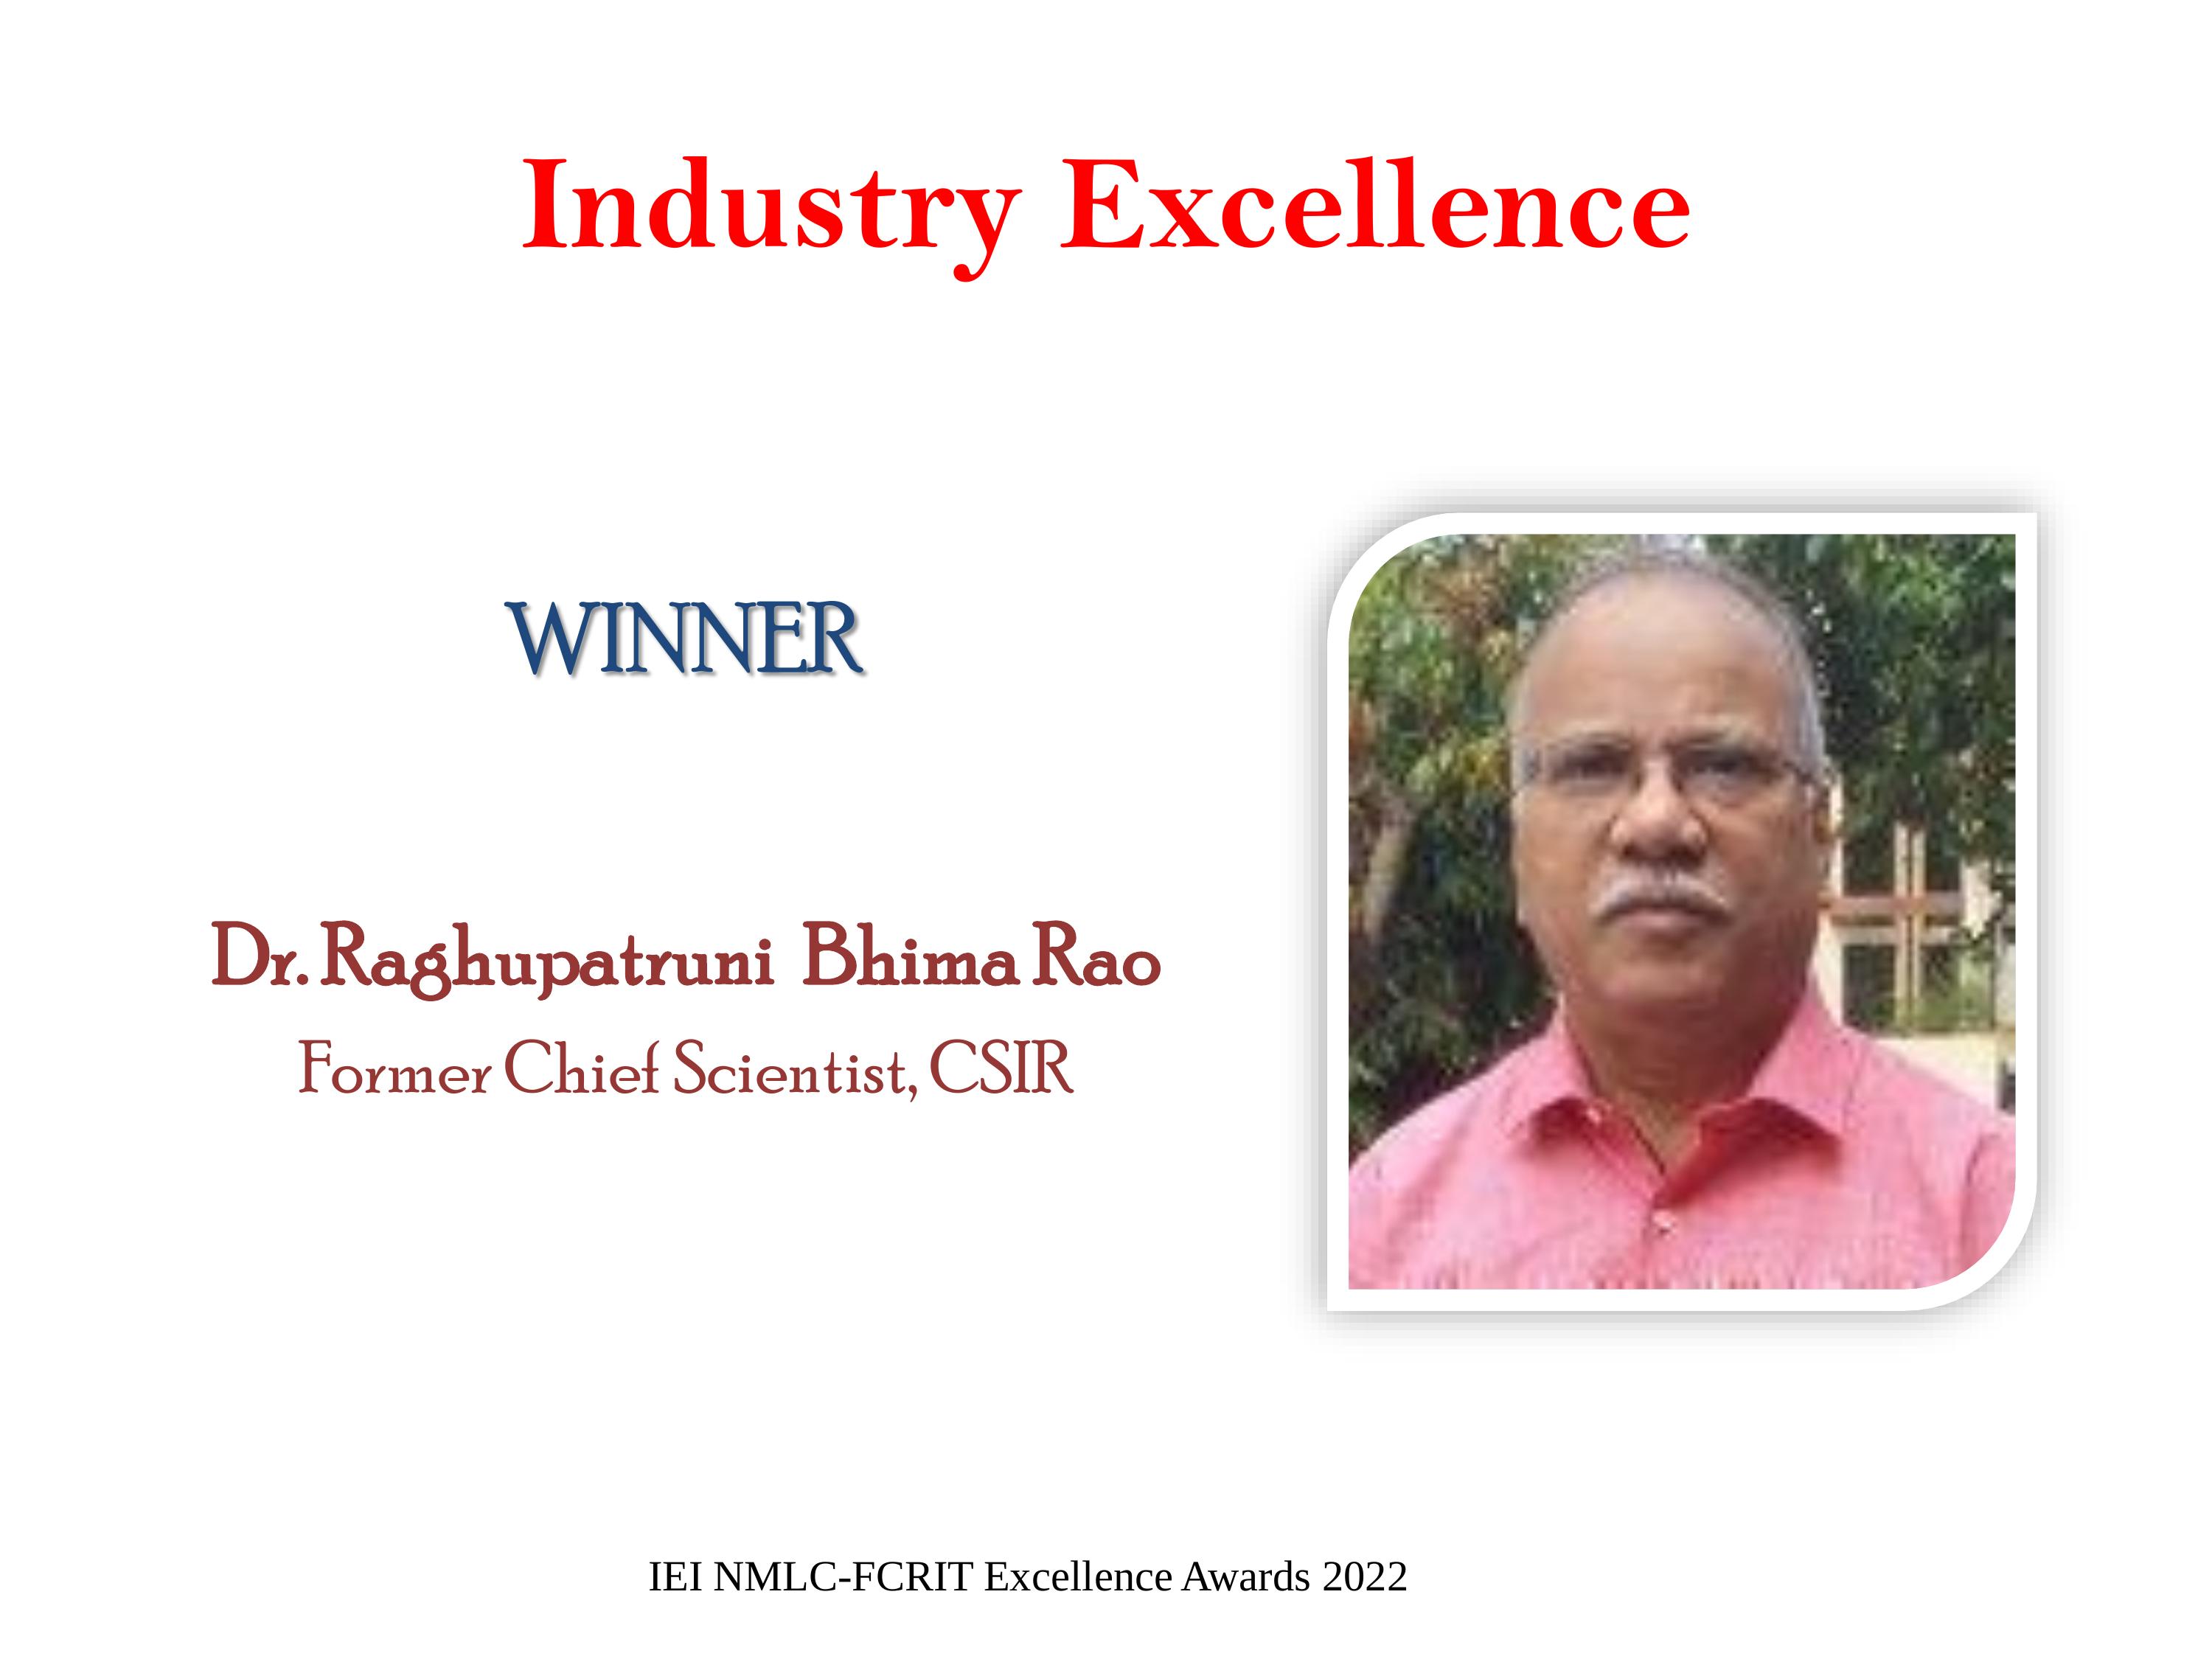 Industry Excellence
WINNER
Dr. Raghupatruni Bhima Rao
Former Chief Scientist, CSIR
IEI NMLC-FCRIT Excellence Awards 2022